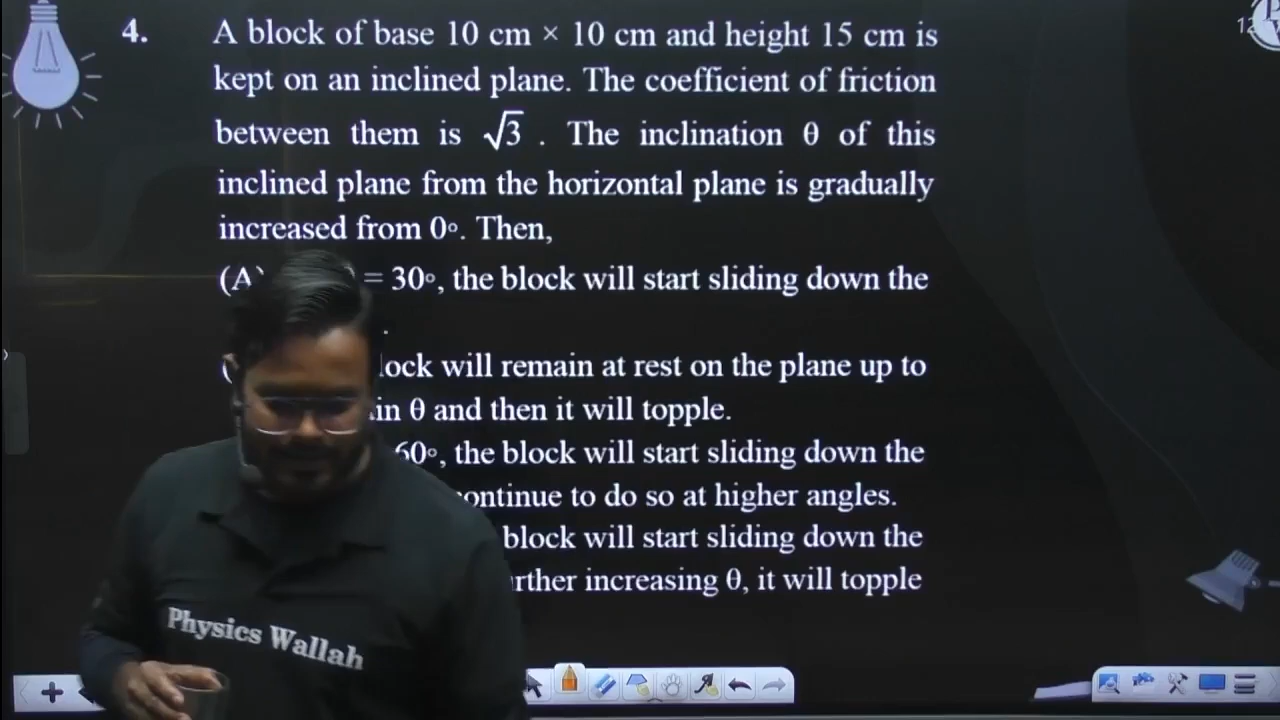 4. A block of base 10 cm × 10 cm and height 15 cm is
kept on an inclined plane. The coefficient of friction
between them is √3 . The inclination θ of this
inclined plane from the horizontal plane is gradually
increased from 0°. Then,
(A) = 30°, the block will start sliding down the
.
lock will remain at rest on the plane up to
in θ and then it will topple.
60°, the block will start sliding down the
ontinue to do so at higher angles.
block will start sliding down the
rther increasing θ, it will topple
Physics Wallah